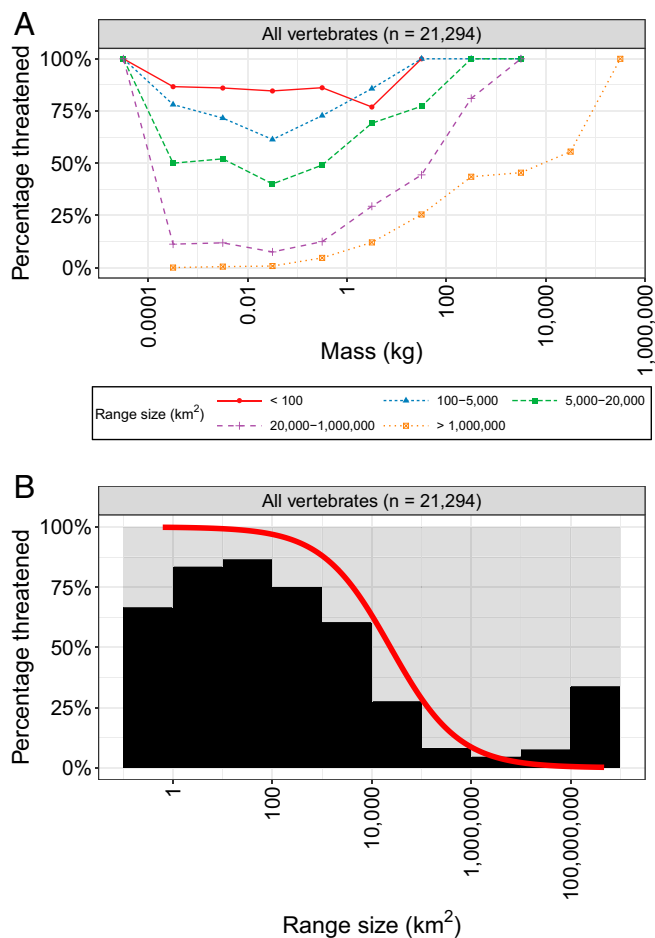 A
All vertebrates (n = 21,294)
Percentage threatened
100%
75%
50%
25%
0%
0.0001
0.01
1
100
10,000
1,000,000
Mass (kg)
Range size (km²)
< 100
100−5,000
5,000−20,000
20,000−1,000,000
> 1,000,000
B
All vertebrates (n = 21,294)
Percentage threatened
100%
75%
50%
25%
0%
1
100
10,000
1,000,000
100,000,000
Range size (km²)